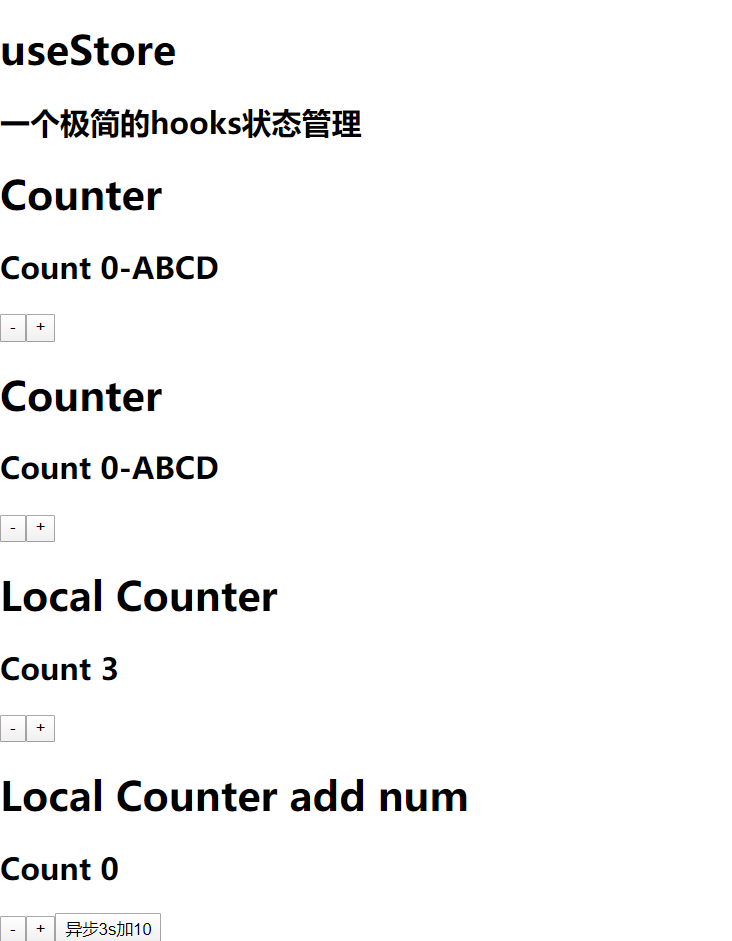 useStore
一个极简的hooks状态管理
Counter
Count 0-ABCD
- +
Counter
Count 0-ABCD
- +
Local Counter
Count 3
- +
Local Counter add num
Count 0
- + 异步3s加10